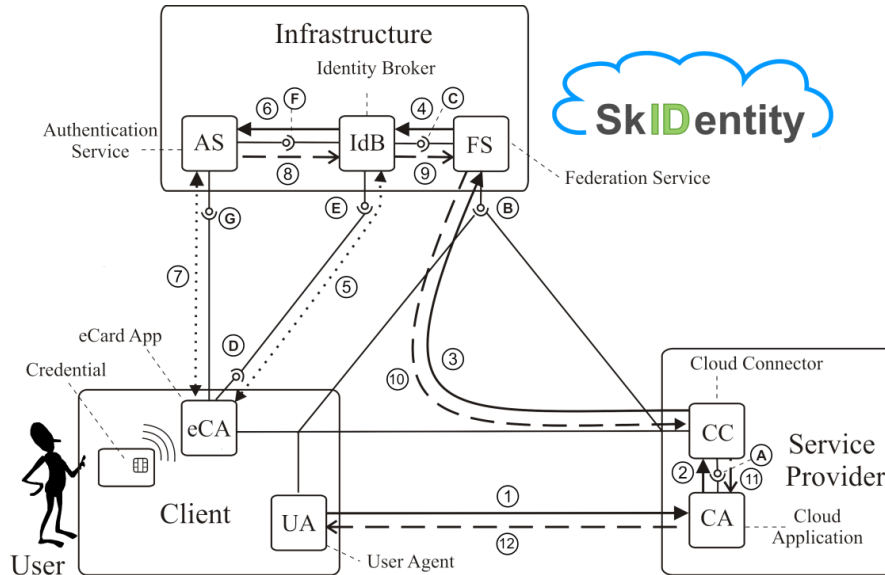 Infrastructure
Identity Broker
SkIDentity
6
F
4
C
Authentication
Service
AS
IdB
FS
8
9
Federation Service
G
E
B
7
5
eCard App
D
Credential
3
10
Cloud Connector
eCA
CC
Service
Provider
2
A
11
Client
UA
1
CA
12
Cloud
Application
User Agent
User